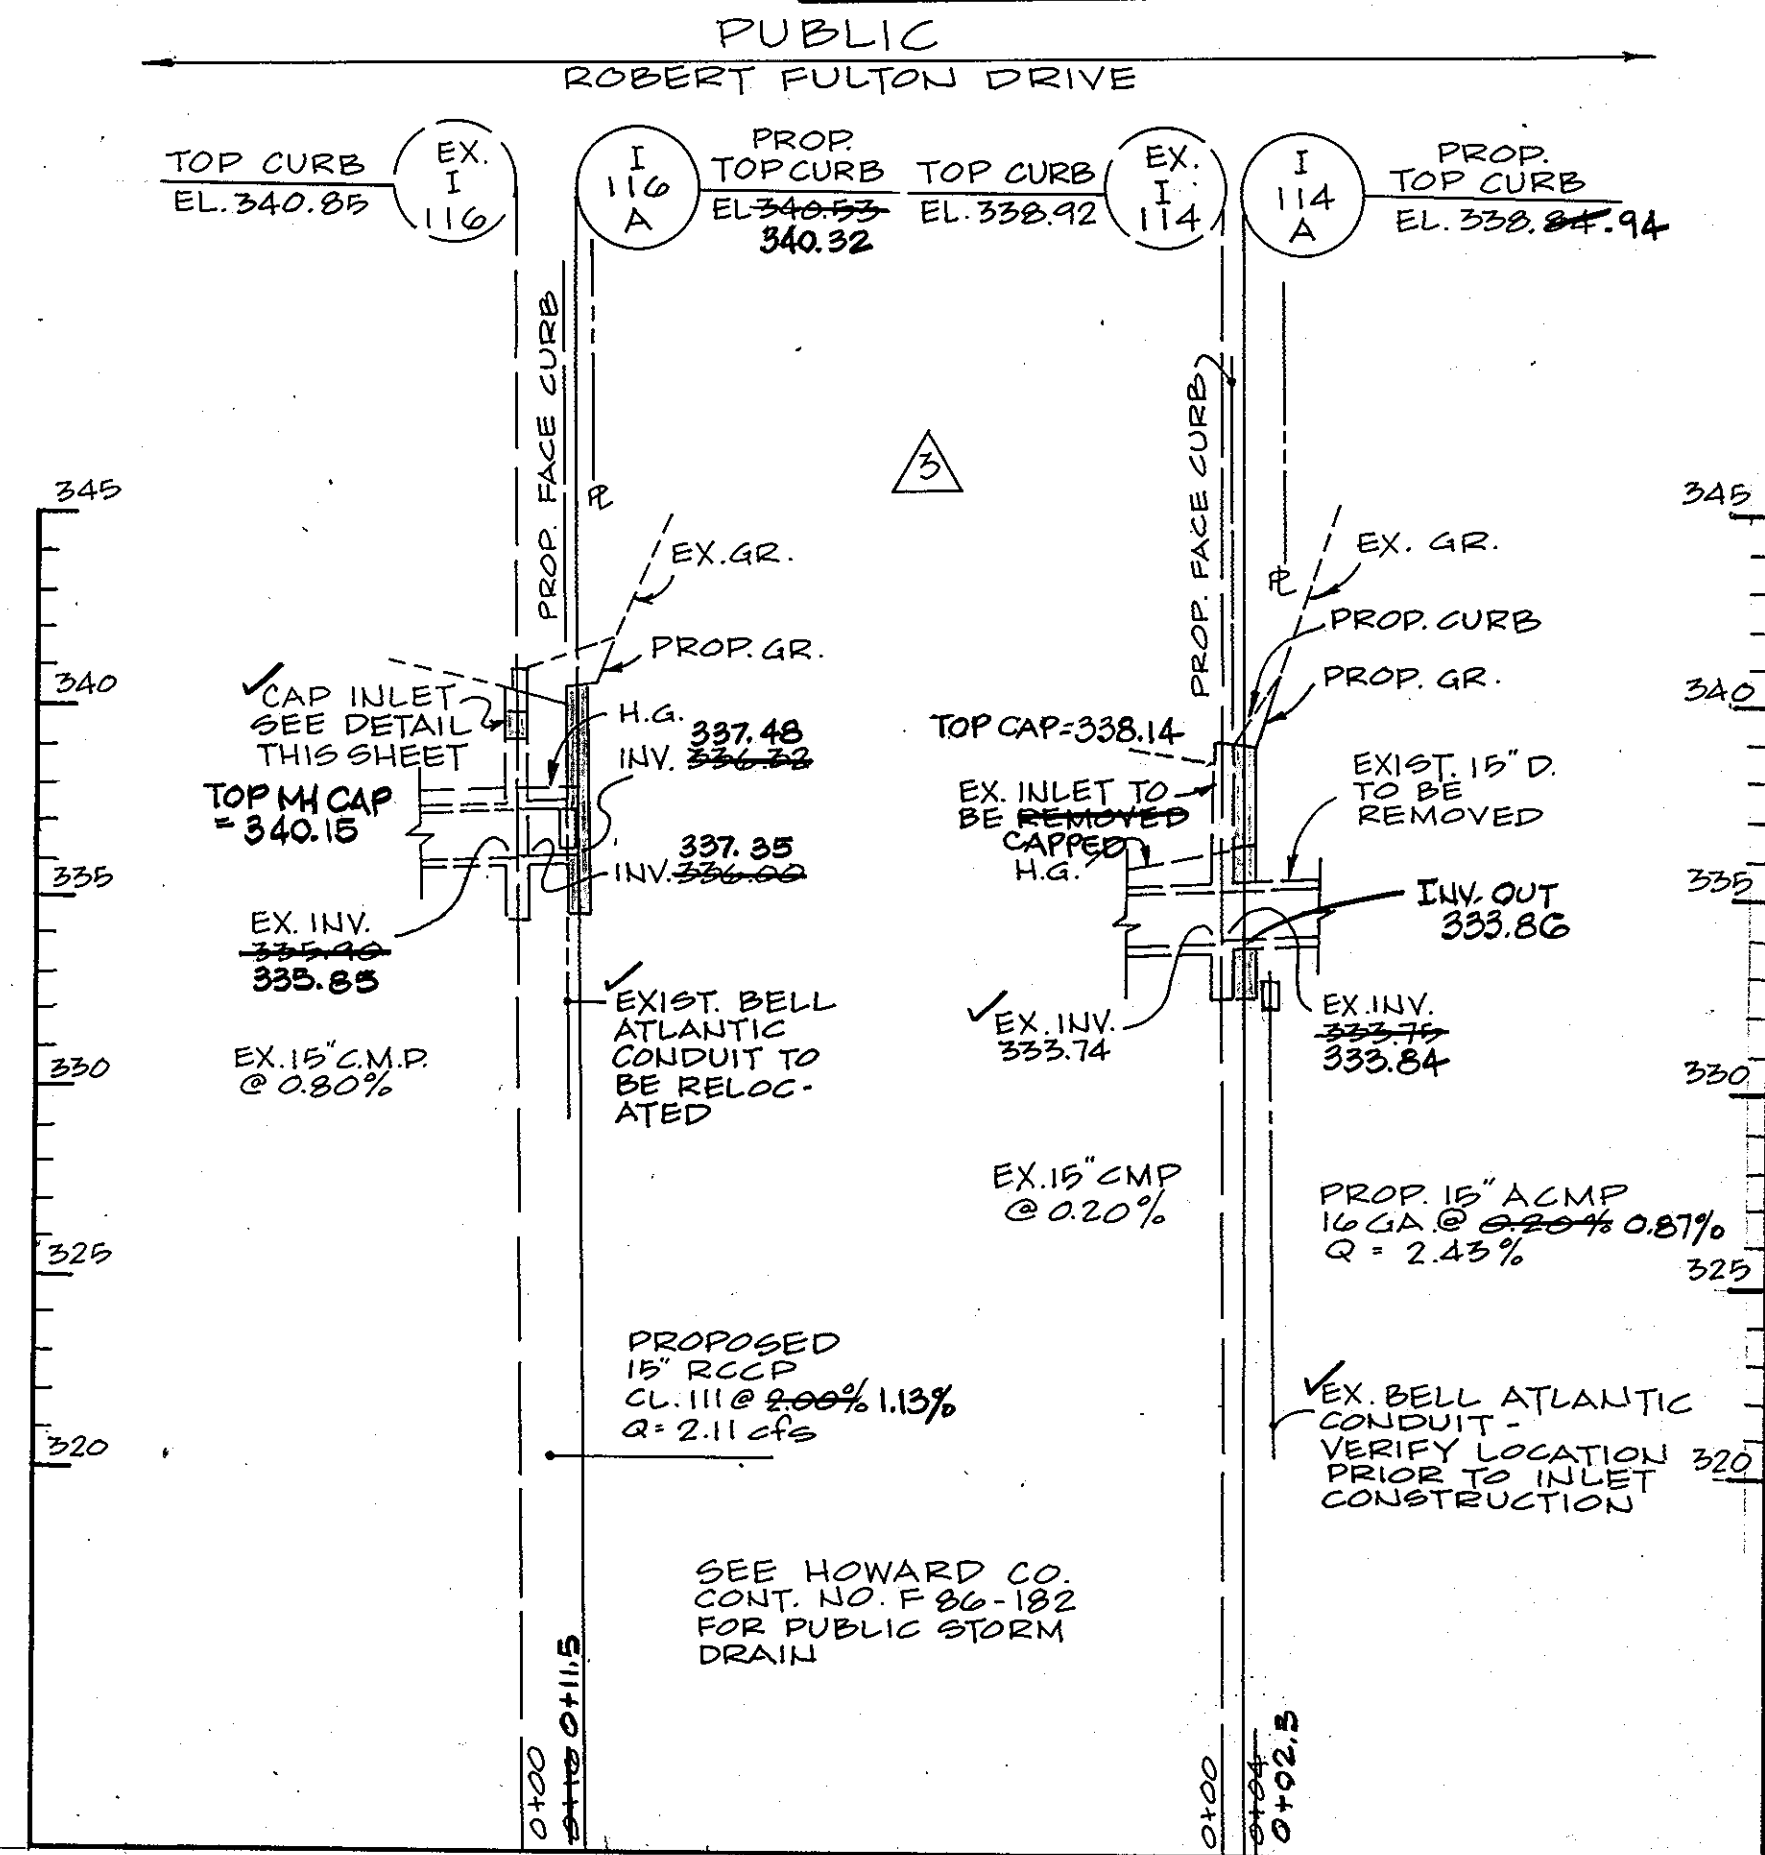 PUBLIC
ROBERT FULTON DRIVE
TOP CURB
EL. 340.85
EX.
I
116
I
116
A
PROP.
TOP CURB
EL 340.53
340.32
TOP CURB
EL. 338.92
EX.
I
114
I
114
A
PROP.
TOP CURB
EL. 338.84 .94
PROP. FACE CURB
PL
3
PROP. FACE CURB
PL
345
340
335
330
325
320
EX.GR.
PROP. GR.
CAP INLET
SEE DETAIL
THIS SHEET
H.G.
337.48
INV. 336.32
TOP MH CAP
= 340.15
337.35
INV. 336.00
EX. INV.
335.90
335.85
EXIST. BELL
ATLANTIC
CONDUIT TO
BE RELOC-
ATED
EX. 15" C.M.P.
@ 0.80%
PROPOSED
15" RCCP
CL. III @ 2.00% 1.13%
Q = 2.11 cfs
SEE HOWARD CO.
CONT. NO. F 86-182
FOR PUBLIC STORM
DRAIN
0+00
0+10 0+11.5
EX. GR.
PROP. CURB
PROP. GR.
TOP CAP=338.14
EX. INLET TO
BE REMOVED
CAPPED
H.G.
EXIST. 15" D.
TO BE
REMOVED
INV. OUT
333.86
EX. INV.
333.74
EX. INV.
333.75
333.84
EX. 15" CMP
@ 0.20%
PROP. 15" ACMP
16 GA. @ 0.20% 0.87%
Q = 2.43%
EX. BELL ATLANTIC
CONDUIT -
VERIFY LOCATION
PRIOR TO INLET
CONSTRUCTION
0+00
0+04
0+02.3
345
340
335
330
325
320